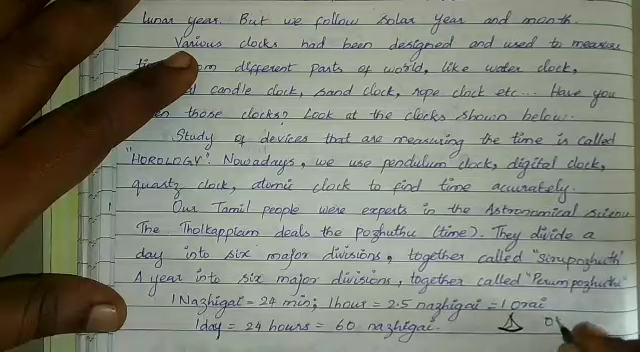 lunar year. But we follow solar year and month.
Various clocks had been designed and used to measure
from different parts of world, like water clock,
candle clock, sand clock, rope clock etc... Have you
those clocks? Look at the clocks shown below.
Study of devices that are measuring the time is called
"HOROLOGY". Nowadays, we use pendulum clock, digital clock,
quartz clock, atomic clock to find time accurately.
Our Tamil people were experts in the Astronomical science
The Tholkappiam deals the pozhuthu (time). They divide a
day into six major divisions, together called "Sirupozhuth"
A year into six major divisions, together called "Perumpozhuthu"
1 Nazhigai = 24 min; 1 hour = 2.5 nazhigai = 1 Orai
1 day = 24 hours = 60 nazhigai.